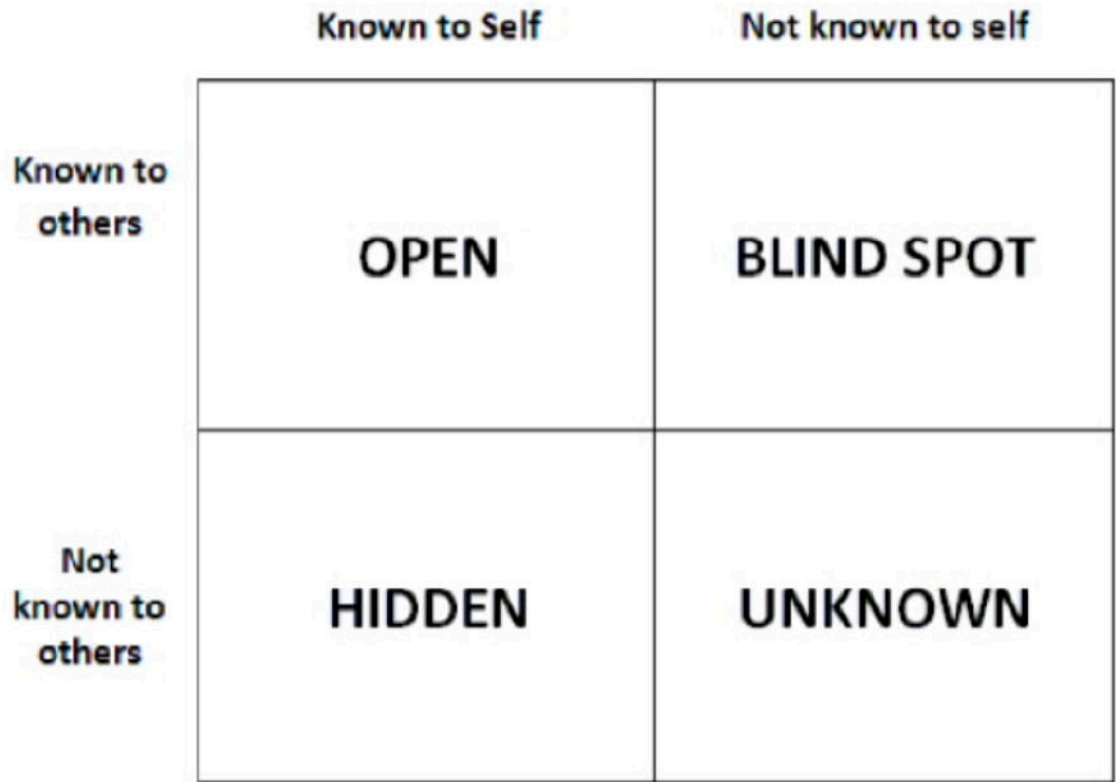 Known to Self
Not known to self
Known to
others
OPEN
BLIND SPOT
Not
known to
others
HIDDEN
UNKNOWN